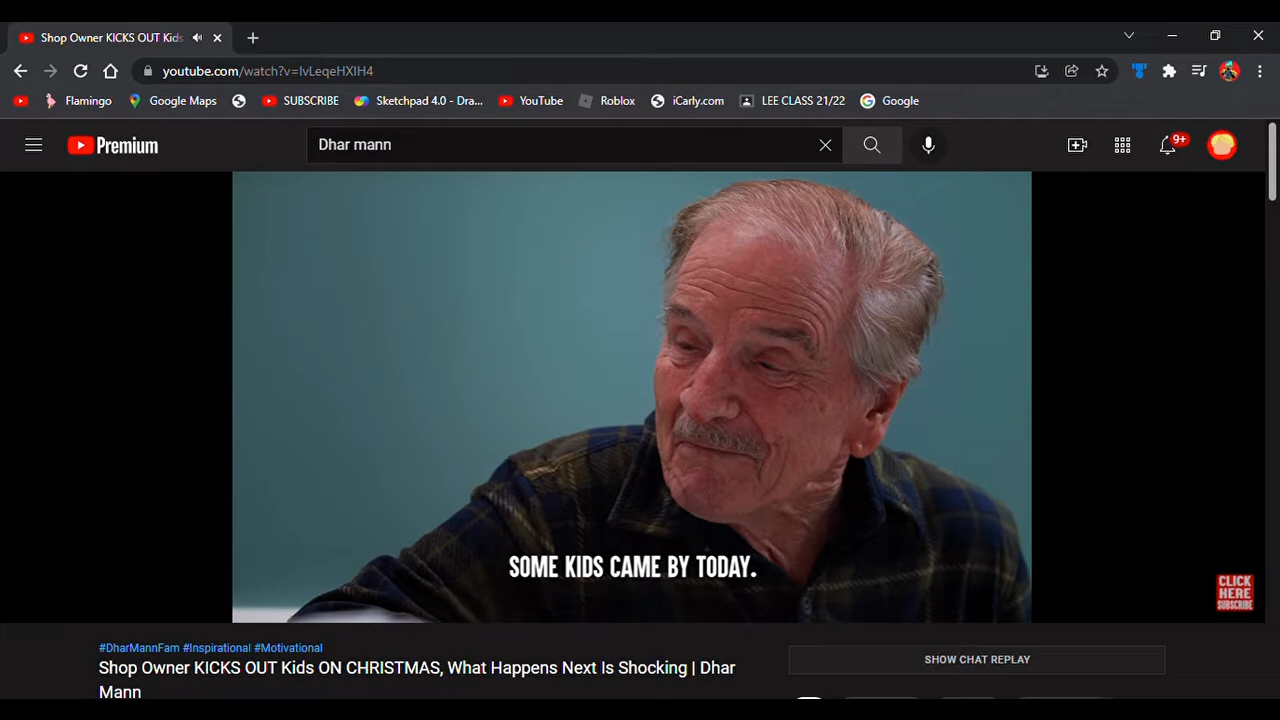 Shop Owner KICKS OUT Kids
youtube.com/watch?v=IvLeqeHXIH4
Flamingo
Google Maps
SUBSCRIBE
Sketchpad 4.0 - Dra...
YouTube
Roblox
iCarly.com
LEE CLASS 21/22
Google
Premium
Dhar mann
9+
SOME KIDS CAME BY TODAY.
CLICK
HERE
SUBSCRIBE
#DharMannFam #Inspirational #Motivational
Shop Owner KICKS OUT Kids ON CHRISTMAS, What Happens Next Is Shocking | Dhar
Mann
SHOW CHAT REPLAY